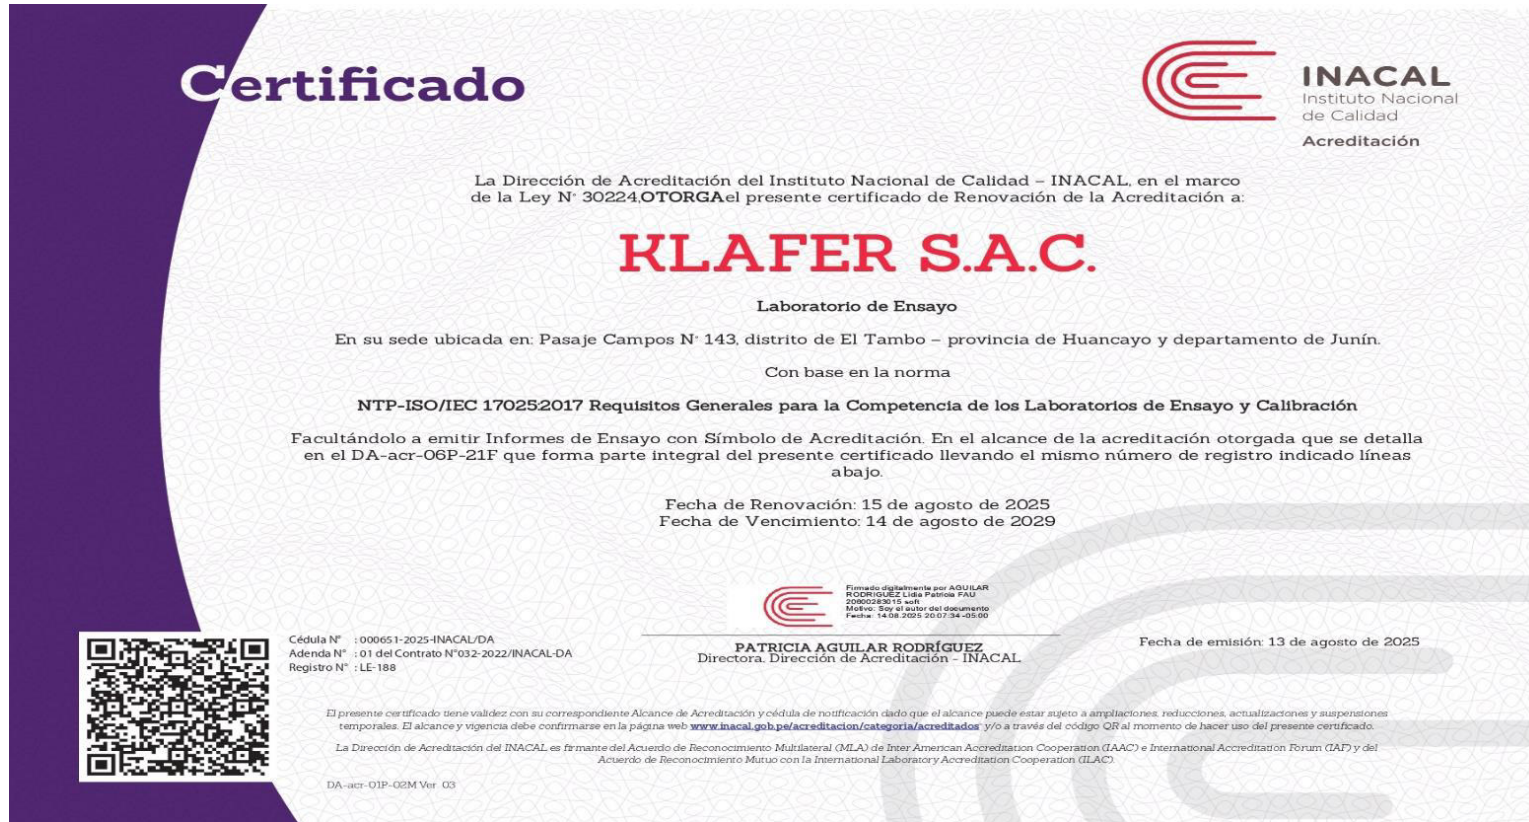 Certificado
INACAL
Instituto Nacional
de Calidad
Acreditación
La Dirección de Acreditación del Instituto Nacional de Calidad – INACAL, en el marco
de la Ley N° 30224,OTORGAel presente certificado de Renovación de la Acreditación a:
KLAFER S.A.C.
Laboratorio de Ensayo
En su sede ubicada en: Pasaje Campos N° 143, distrito de El Tambo – provincia de Huancayo y departamento de Junín.
Con base en la norma
NTP-ISO/IEC 17025:2017 Requisitos Generales para la Competencia de los Laboratorios de Ensayo y Calibración
Facultándolo a emitir Informes de Ensayo con Símbolo de Acreditación. En el alcance de la acreditación otorgada que se detalla
en el DA-acr-06P-21F que forma parte integral del presente certificado llevando el mismo número de registro indicado líneas
abajo.
Fecha de Renovación: 15 de agosto de 2025
Fecha de Vencimiento: 14 de agosto de 2029
Firmado digitalmente por AGUILAR
RODRIGUEZ Lidia Patricia FAU
20600283015 soft
Motivo: Soy el autor del documento
Fecha: 14.08.2025 20:07:34 -05:00
Cédula N° : 000651-2025-INACAL/DA
Adenda N° : 01 del Contrato N°032-2022/INACAL-DA
Registro N° : LE-188
PATRICIA AGUILAR RODRÍGUEZ
Directora, Dirección de Acreditación - INACAL
Fecha de emisión: 13 de agosto de 2025
El presente certificado tiene validez con su correspondiente Alcance de Acreditación y cédula de notificación dado que el alcance puede estar sujeto a ampliaciones, reducciones, actualizaciones y suspensiones
temporales. El alcance y vigencia debe confirmarse en la página web www.inacal.gob.pe/acreditacion/categoria/acreditados y/o a través del código QR al momento de hacer uso del presente certificado.
La Dirección de Acreditación del INACAL es firmante del Acuerdo de Reconocimiento Multilateral (MLA) de Inter American Accreditation Cooperation (IAAC) e International Accreditation Forum (IAF) y del
Acuerdo de Reconocimiento Mutuo con la International Laboratory Accreditation Cooperation (ILAC).
DA-acr-01P-02M Ver. 03